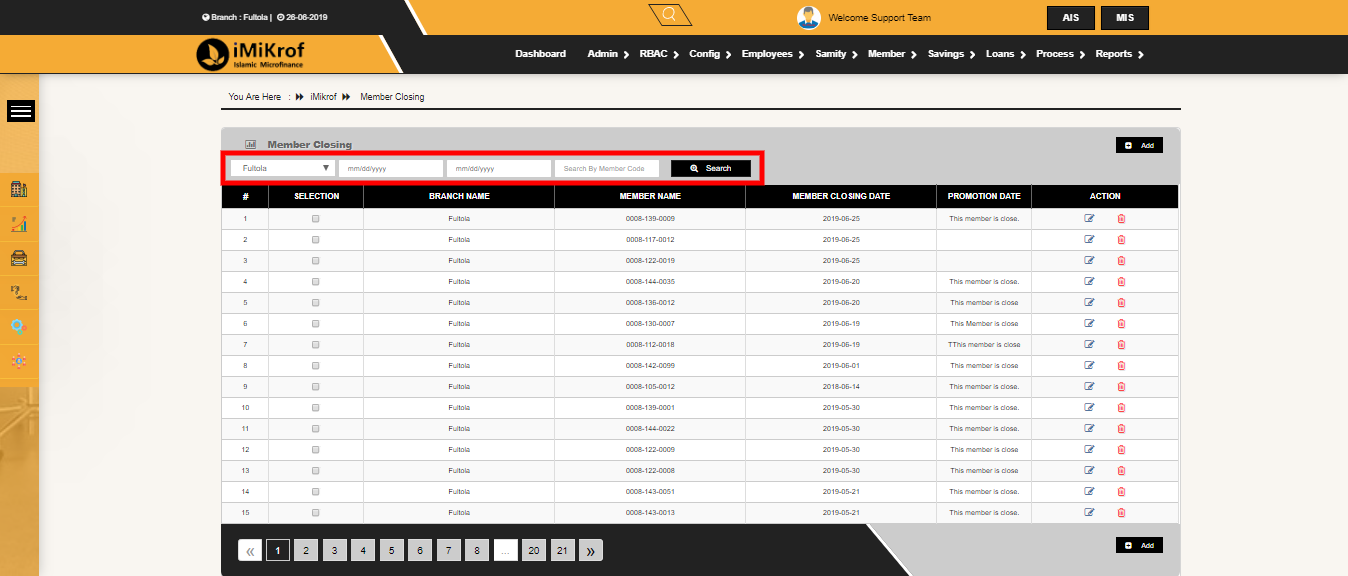 Branch : Fultola | 26-06-2019
Welcome Support Team
AIS MIS
iMiKrof
Islamic Microfinance
Dashboard Admin RBAC Config Employees Samity Member Savings Loans Process Reports
You Are Here : iMikrof Member Closing
Member Closing
Add
Fultola mm/dd/yyyy mm/dd/yyyy Search By Member Code Search
# SELECTION BRANCH NAME MEMBER NAME MEMBER CLOSING DATE PROMOTION DATE ACTION
1 Fultola 0008-139-0009 2019-06-25 This member is close.
2 Fultola 0008-117-0012 2019-06-25
3 Fultola 0008-122-0019 2019-06-25
4 Fultola 0008-144-0035 2019-06-20 This member is close.
5 Fultola 0008-136-0012 2019-06-20 This member is close
6 Fultola 0008-130-0007 2019-06-19 This Member is close
7 Fultola 0008-112-0018 2019-06-19 TThis member is close
8 Fultola 0008-142-0099 2019-06-01 This member is close
9 Fultola 0008-105-0012 2018-06-14 This member is close.
10 Fultola 0008-139-0001 2019-05-30 This member is close.
11 Fultola 0008-144-0022 2019-05-30 This member is close.
12 Fultola 0008-122-0009 2019-05-30 This member is close
13 Fultola 0008-122-0008 2019-05-30 This member is close
14 Fultola 0008-143-0051 2019-05-21 This member is close.
15 Fultola 0008-143-0013 2019-05-21 This member is close.
« 1 2 3 4 5 6 7 8 ... 20 21 »
Add